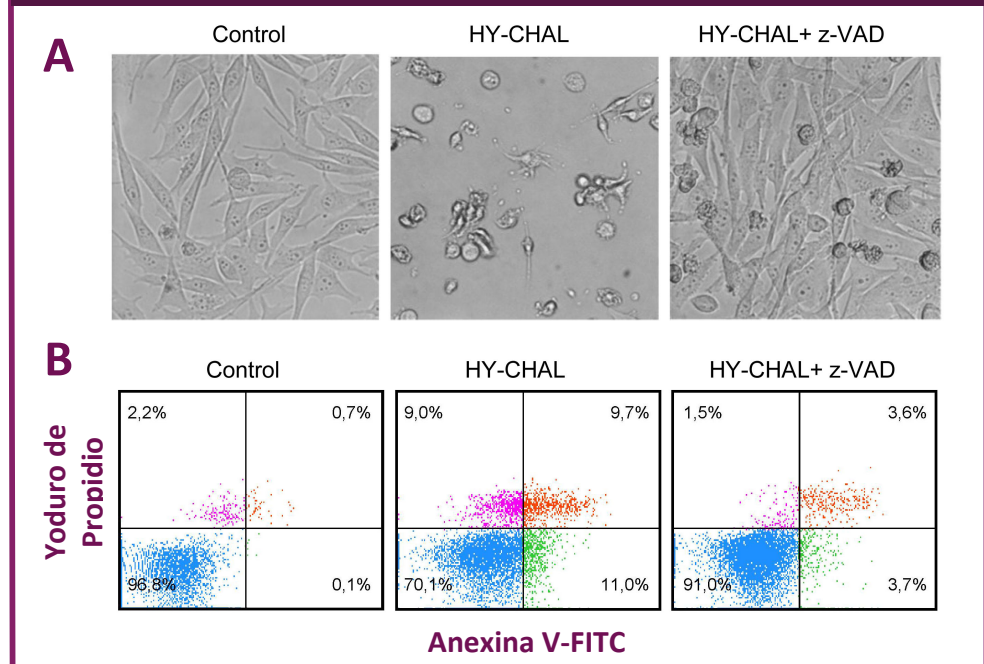 A
Control
HY-CHAL
HY-CHAL+ z-VAD
B
Control
HY-CHAL
HY-CHAL+ z-VAD
Yoduro de
Propidio
2,2%
0,7%
9,0%
9,7%
1,5%
3,6%
96,8%
0,1%
70,1%
11,0%
91,0%
3,7%
Anexina V-FITC